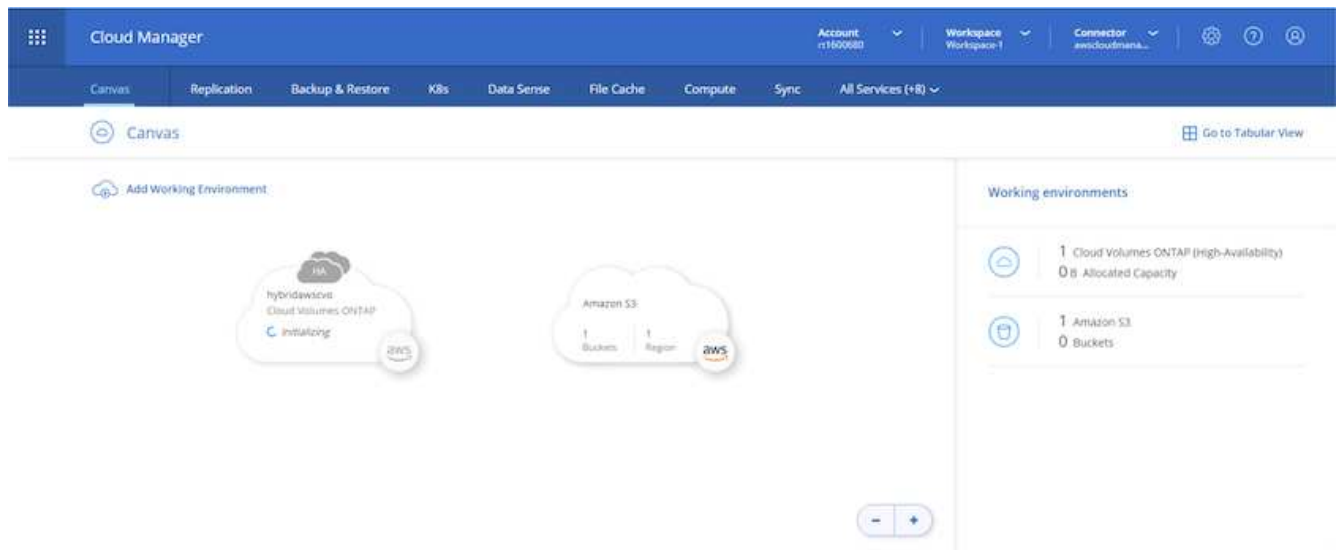 Cloud Manager
Account
rt1600680
Workspace
Workspace-1
Connector
awscloudmana...
Canvas
Replication
Backup & Restore
K8s
Data Sense
File Cache
Compute
Sync
All Services (+8)
Canvas
Go to Tabular View
Add Working Environment
HA
hybridawscvo
Cloud Volumes ONTAP
Initializing
aws
Amazon S3
1
Buckets
1
Region
aws
Working environments
1 Cloud Volumes ONTAP (High-Availability)
0 B Allocated Capacity
1 Amazon S3
0 Buckets